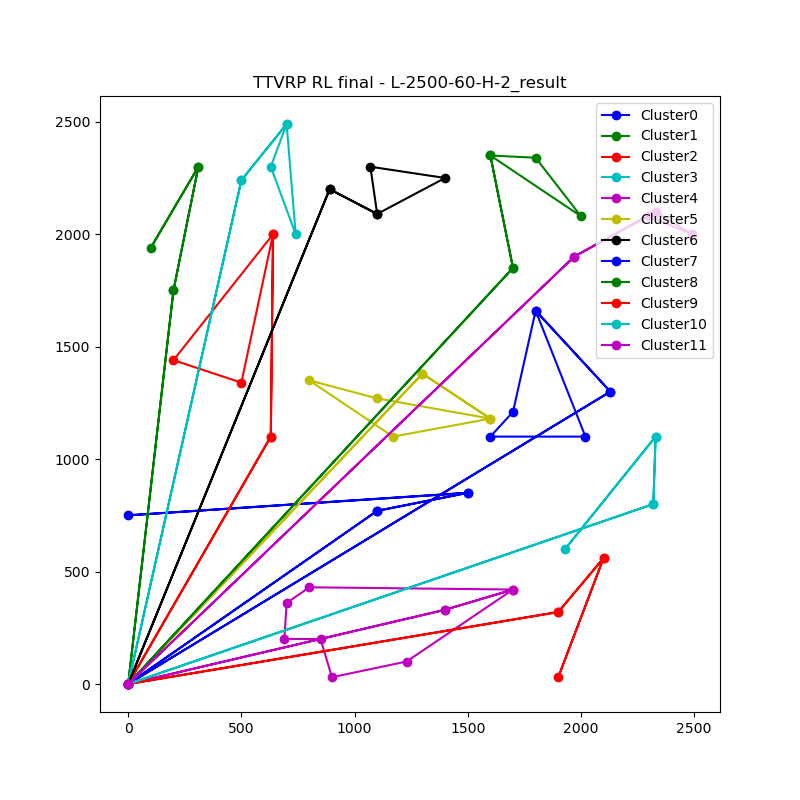 TTVRP RL final - L-2500-60-H-2_result
2500
2000
1500
1000
500
0
0
500
1000
1500
2000
2500
Cluster0
Cluster1
Cluster2
Cluster3
Cluster4
Cluster5
Cluster6
Cluster7
Cluster8
Cluster9
Cluster10
Cluster11